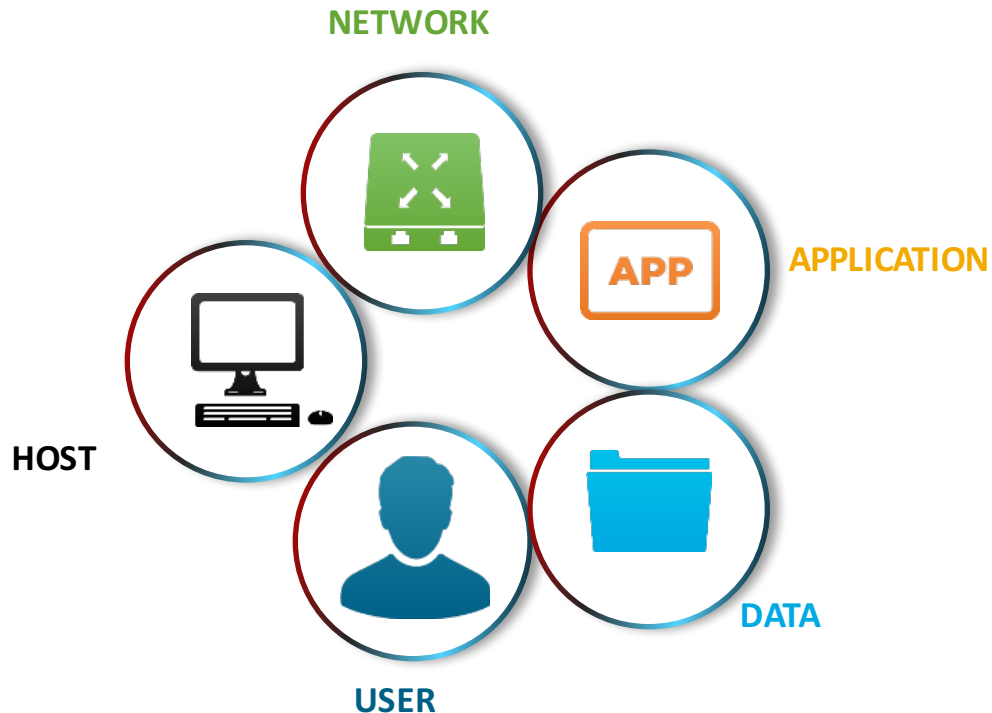 NETWORK
APP
APPLICATION
HOST
DATA
USER